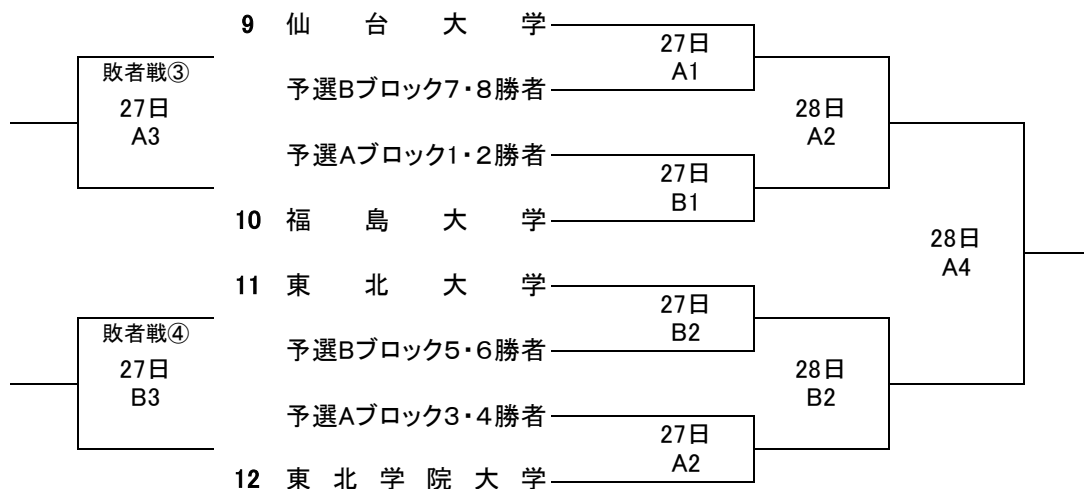 9 仙台大学
27日
A1
敗者戦③
27日
A3
予選Bブロック7・8勝者
28日
A2
予選Aブロック1・2勝者
27日
B1
10 福島大学
28日
A4
11 東北大学
27日
B2
敗者戦④
27日
B3
予選Bブロック5・6勝者
28日
B2
予選Aブロック3・4勝者
27日
A2
12 東北学院大学